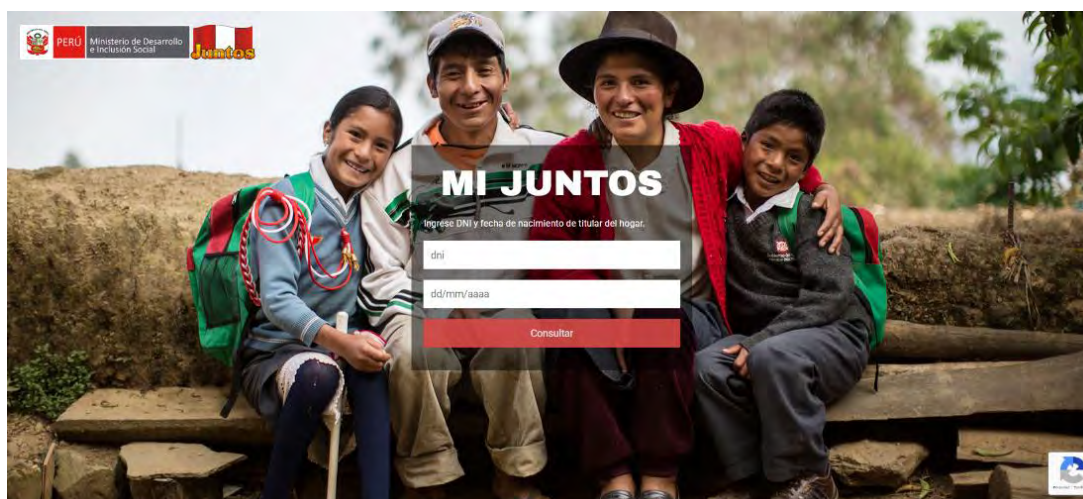 PERÚ
Ministerio de Desarrollo
e Inclusión Social
Juntos
MI JUNTOS
Ingrese DNI y fecha de nacimiento de titular del hogar.
dni
dd/mm/aaaa
Consultar